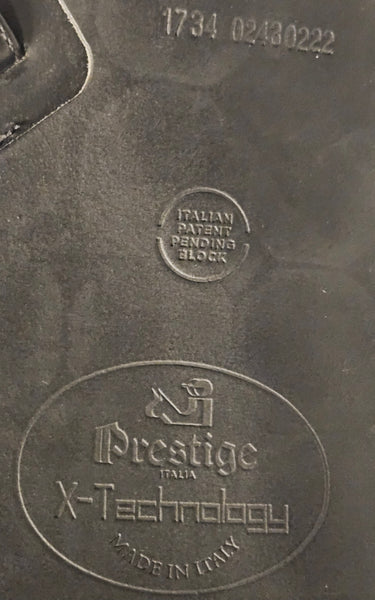 1734 02430222
ITALIAN
PATENT
PENDING
BLOCK
Prestige
ITALIA
X-Technology
MADE IN ITALY